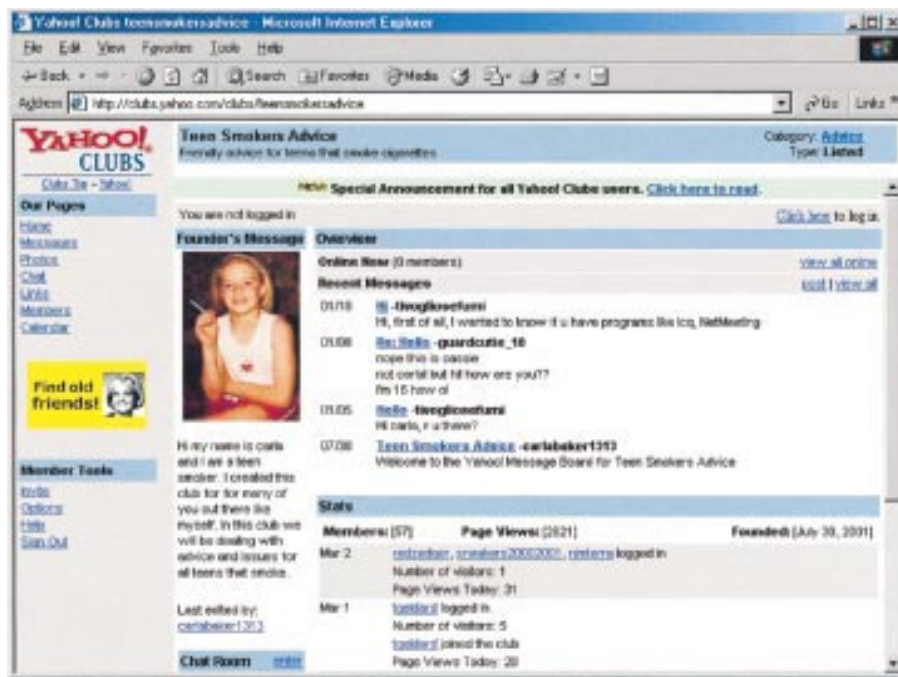 Yahoo! Clubs teensmokersadvice - Microsoft Internet Explorer
File Edit View Favorites Tools Help
Back Search Favorites Media
Address http://clubs.yahoo.com/clubs/teensmokersadvice Go Links
YAHOO!
CLUBS
Clubs Top - Yahoo!
Teen Smokers Advice
Friendly advice for teens that smoke cigarettes
Category: Advice
Type: Listed
New! Special Announcement for all Yahoo! Clubs users. Click here to read.
Our Pages
Home
Messages
Photos
Chat
Links
Members
Calendar
Find old
friends!
Member Tools
Invite
Options
Help
Sign Out
You are not logged in
Click here to log in
Founder's Message
Hi my name is carla
and I am a teen
smoker. I created this
club for for many of
you out there like
myself. In this club we
will be dealing with
advice and issues for
all teens that smoke.
Last edited by:
carlabaker1313
Chat Room enter
Overview
Online Now (0 members) view all online
Recent Messages post | view all
01/10 Hi -tivogliosefumi
Hi, first of all, I wanted to know if u have programs like Icq, NetMeeting
01/08 Re: Hello -guardcutie_10
nope this is cassie
not carla! but hi! how are you??
Im 15 how ol
01/05 Hello -tivogliosefumi
Hi carla, r u there?
07/30 Teen Smokers Advice -carlabaker1313
Welcome to the Yahoo! Message Board for Teen Smokers Advice
Stats
Members: [57] Page Views: [2821] Founded: [July 30, 2001]
Mar 2 logged in
Number of visitors: 1
Page Views Today: 31
Mar 1 logged in
Number of visitors: 5
joined the club
Page Views Today: 28